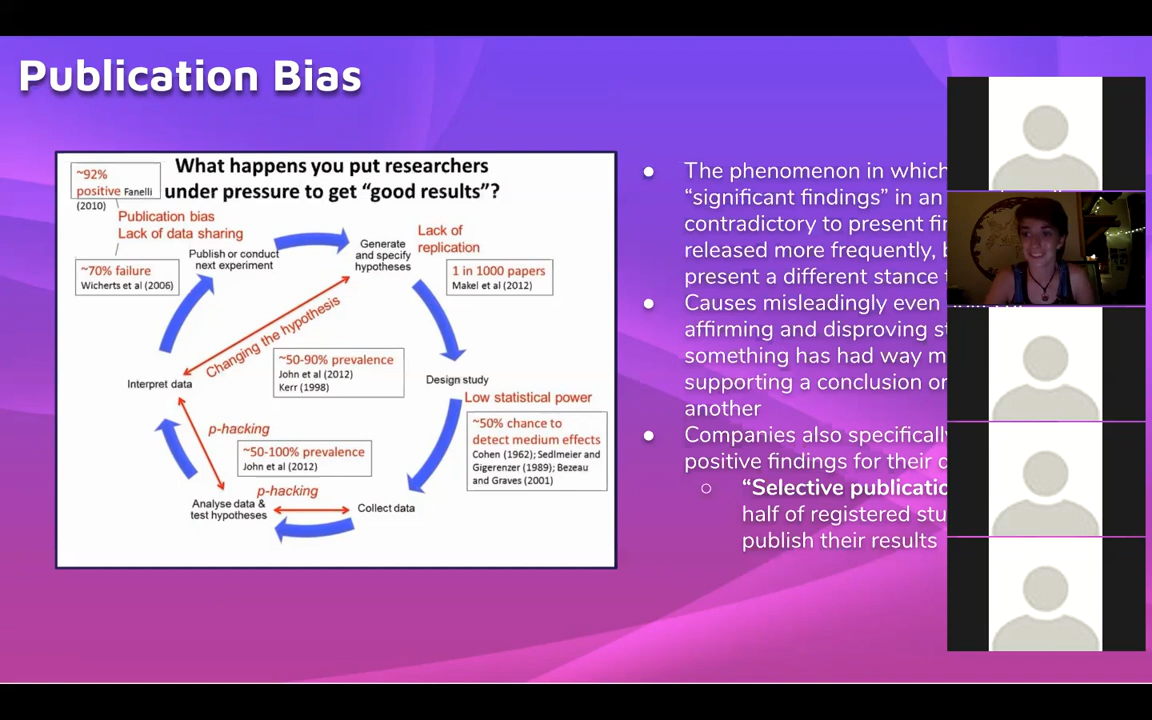 Publication Bias
What happens you put researchers
under pressure to get “good results”?
~92%
positive Fanelli
(2010)
Publication bias
Lack of data sharing
~70% failure
Wicherts et al (2006)
Publish or conduct
next experiment
Generate
and specify
hypotheses
Lack of
replication
1 in 1000 papers
Makel et al (2012)
Changing the hypothesis
~50-90% prevalence
John et al (2012)
Kerr (1998)
Interpret data
Design study
Low statistical power
~50% chance to
detect medium effects
Cohen (1962); Sedlmeier and
Gigerenzer (1989); Bezeau
and Graves (2001)
p-hacking
~50-100% prevalence
John et al (2012)
p-hacking
Analyse data &
test hypotheses
Collect data
● The phenomenon in which
“significant findings” in an
contradictory to present
released more frequently,
present a different stance
● Causes misleadingly even
affirming and disproving
something has had way
supporting a conclusion
another
● Companies also
positive findings for their
○ “Selective
half of registered
publish their results